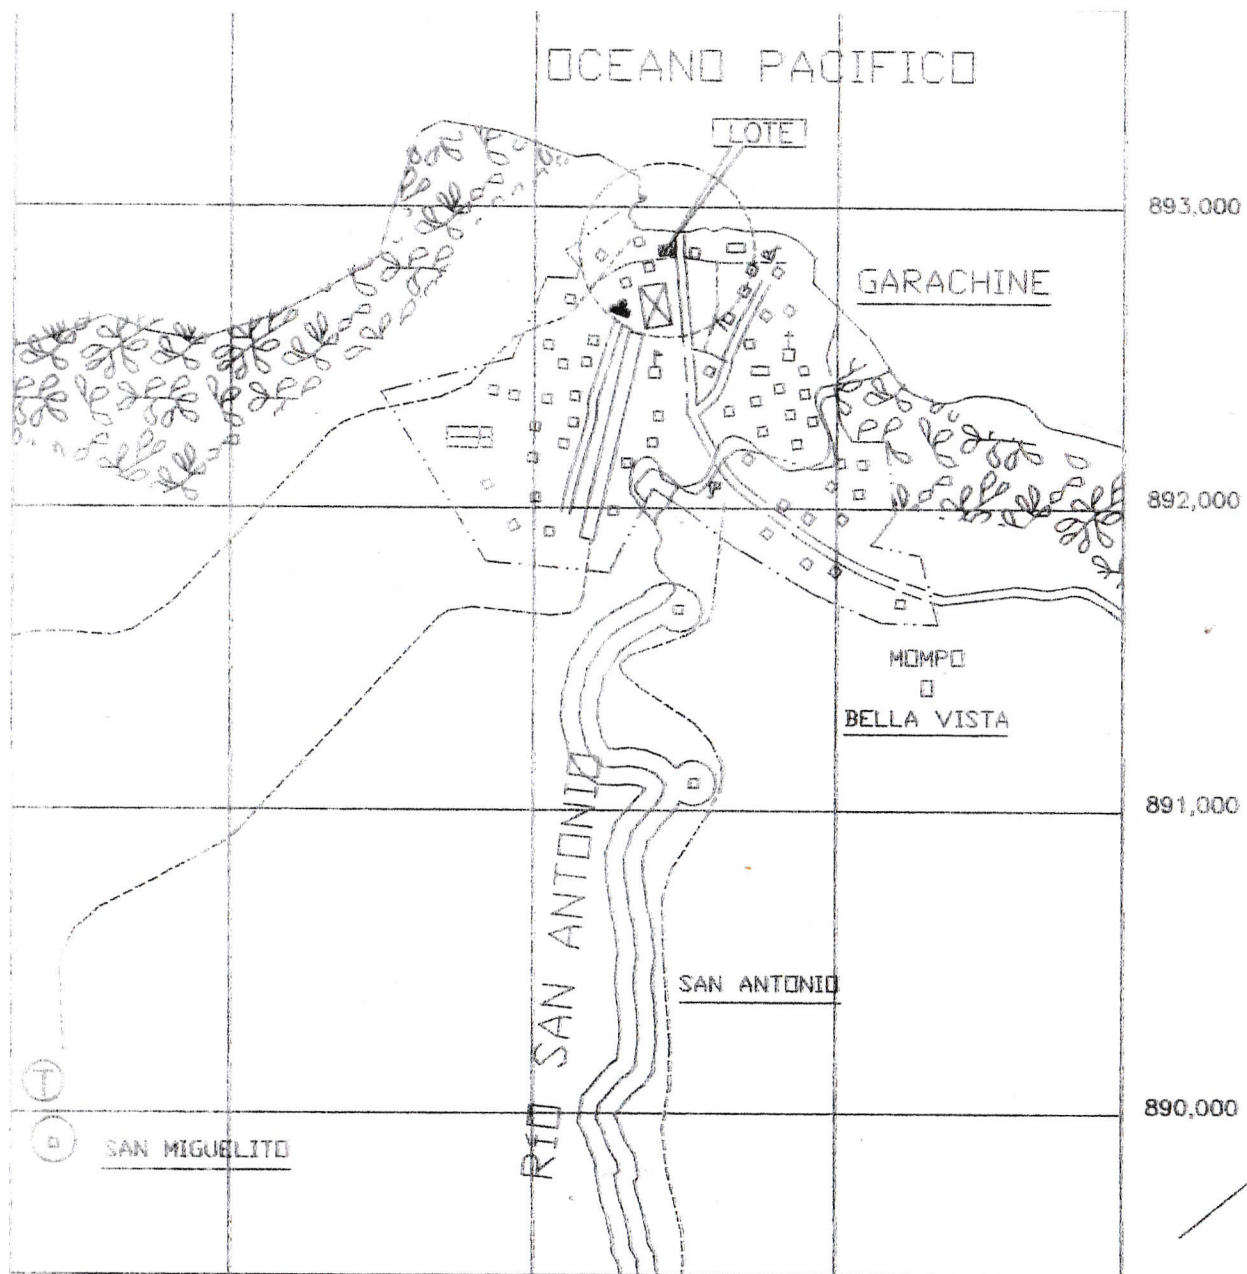 OCEANO PACIFICO
LOTE
893,000
GARACHINE
892,000
MOMPO
O
BELLA VISTA
891,000
RIO SAN ANTONIO
SAN ANTONIO
T
890,000
SAN MIGUELITO